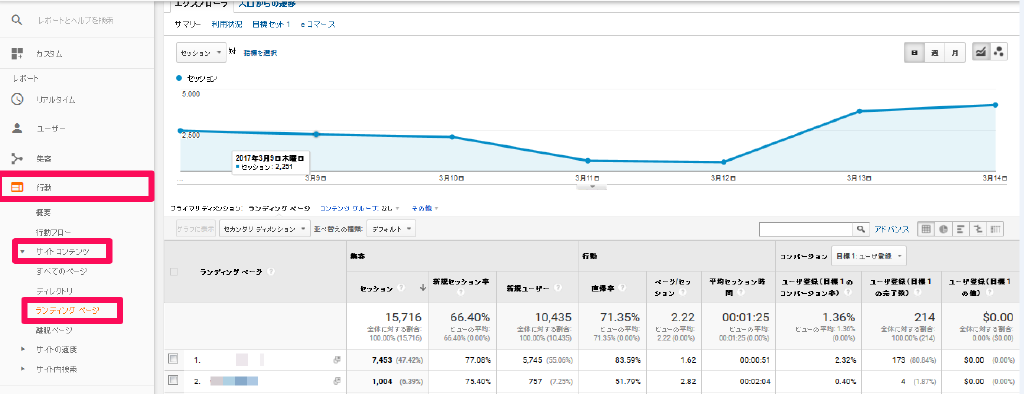 レポートとヘルプを検索
カスタム
レポート
リアルタイム
ユーザー
集客
行動
概要
行動フロー
サイトコンテンツ
すべてのページ
ディレクトリ
ランディング ページ
離脱ページ
サイトの速度
サイト内検索
エクスプローラ 入口からの遷移
サマリー 利用状況 目標セット 1 e コマース
セッション 対 指標を選択
日 週 月
セッション
5,000
2,500
2017年3月9日木曜日
セッション: 2,251
... 3月9日 3月10日 3月11日 3月12日 3月13日 3月14日
プライマリ ディメンション: ランディング ページ コンテンツ グループ: なし その他
グラフに表示 セカンダリ ディメンション 並べ替えの種類: デフォルト アドバンス
集客 行動 コンバージョン 目標 1: ユーザ登録
ランディング ページ セッション 新規セッション率 新規ユーザー 直帰率 ページ/セッション 平均セッション時間 ユーザ登録 (目標 1 のコンバージョン率) ユーザ登録 (目標 1 の完了数) ユーザ登録 (目標 1 の値)
15,716 66.40% 10,435 71.35% 2.22 00:01:25 1.36% 214 $0.00
全体に対する割合: ビューの平均: 全体に対する割合: ビューの平均: ビューの平均: ビューの平均: ビューの平均: 1.36% 全体に対する割合: 全体に対する割合:
100.00% (15,716) 66.40% (0.00%) 100.00% (10,435) 71.35% (0.00%) 2.22 (0.00%) 00:01:25 (0.00%) (0.00%) 100.00% (214) 0.00% ($0.00)
1. 7,453 (47.42%) 77.08% 5,745 (55.06%) 83.59% 1.62 00:00:51 2.32% 173 (80.84%) $0.00 (0.00%)
2. 1,004 (6.39%) 75.40% 757 (7.25%) 51.79% 2.82 00:02:04 0.40% 4 (1.87%) $0.00 (0.00%)